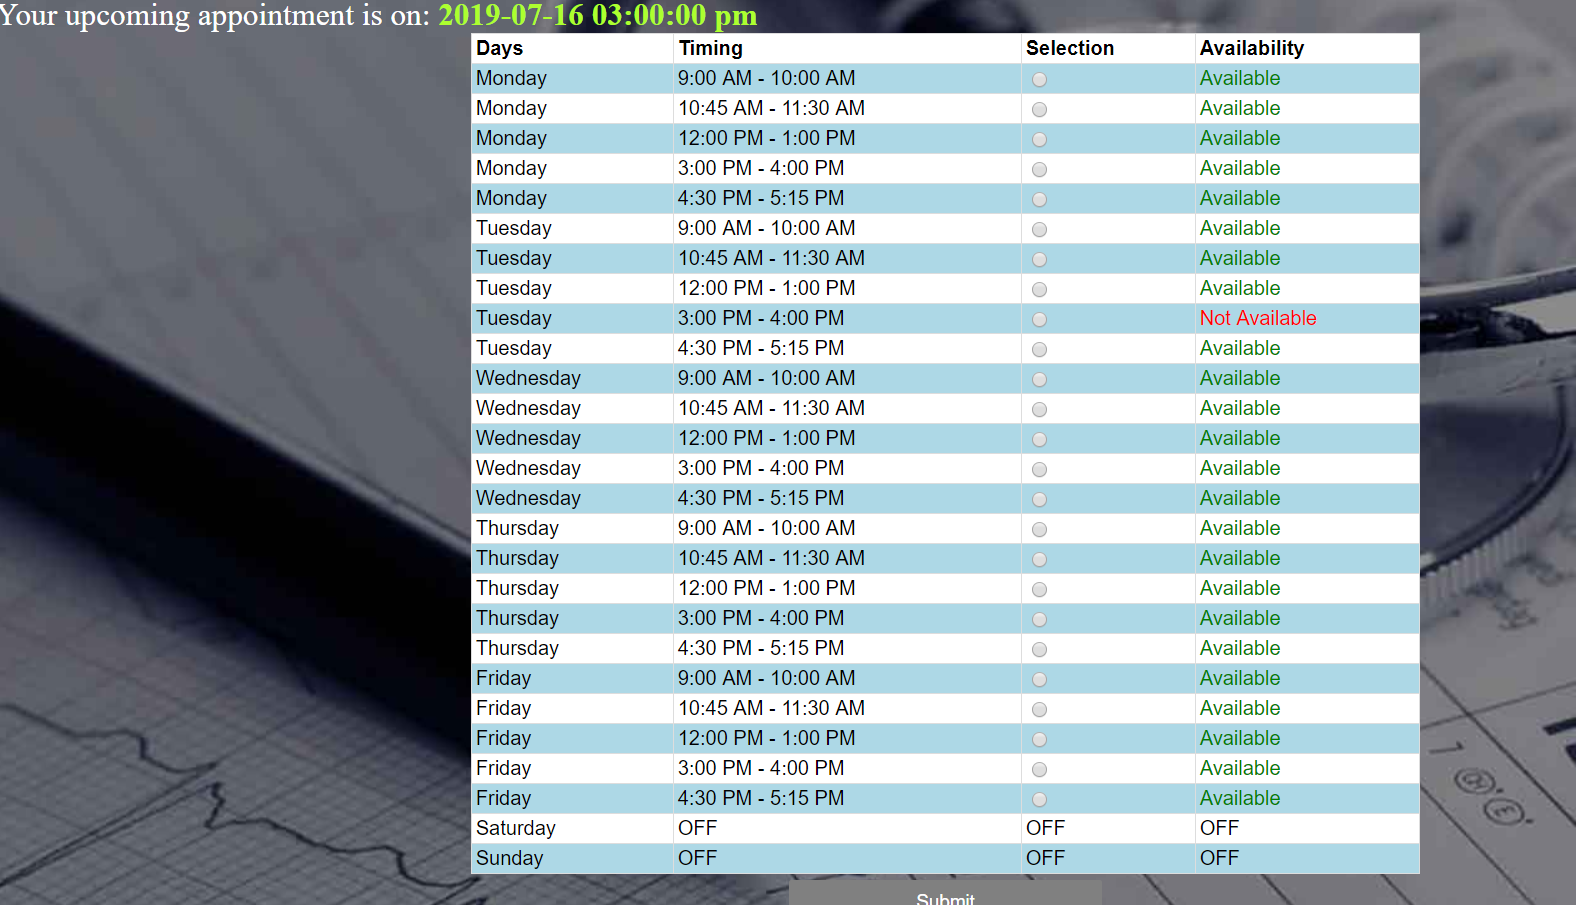 Your upcoming appointment is on: 2019-07-16 03:00:00 pm
Days Timing Selection Availability
Monday 9:00 AM - 10:00 AM Available
Monday 10:45 AM - 11:30 AM Available
Monday 12:00 PM - 1:00 PM Available
Monday 3:00 PM - 4:00 PM Available
Monday 4:30 PM - 5:15 PM Available
Tuesday 9:00 AM - 10:00 AM Available
Tuesday 10:45 AM - 11:30 AM Available
Tuesday 12:00 PM - 1:00 PM Available
Tuesday 3:00 PM - 4:00 PM Not Available
Tuesday 4:30 PM - 5:15 PM Available
Wednesday 9:00 AM - 10:00 AM Available
Wednesday 10:45 AM - 11:30 AM Available
Wednesday 12:00 PM - 1:00 PM Available
Wednesday 3:00 PM - 4:00 PM Available
Wednesday 4:30 PM - 5:15 PM Available
Thursday 9:00 AM - 10:00 AM Available
Thursday 10:45 AM - 11:30 AM Available
Thursday 12:00 PM - 1:00 PM Available
Thursday 3:00 PM - 4:00 PM Available
Thursday 4:30 PM - 5:15 PM Available
Friday 9:00 AM - 10:00 AM Available
Friday 10:45 AM - 11:30 AM Available
Friday 12:00 PM - 1:00 PM Available
Friday 3:00 PM - 4:00 PM Available
Friday 4:30 PM - 5:15 PM Available
Saturday OFF OFF OFF
Sunday OFF OFF OFF
Submit